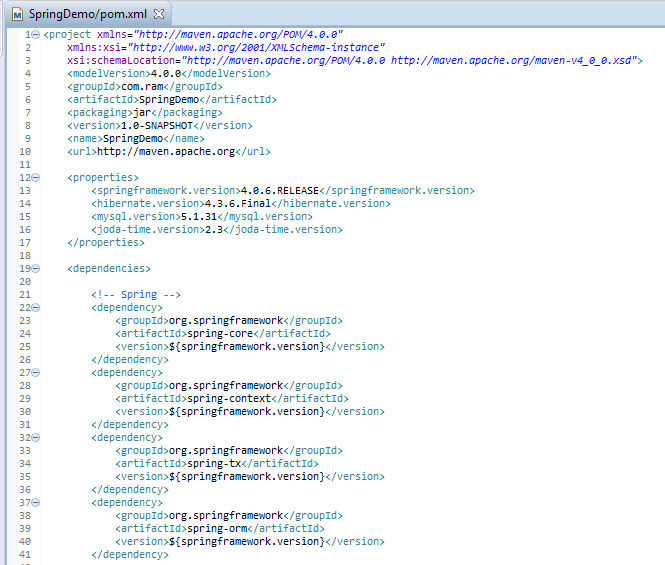 SpringDemo/pom.xml
1 <project xmlns="http://maven.apache.org/POM/4.0.0"
2     xmlns:xsi="http://www.w3.org/2001/XMLSchema-instance"
3     xsi:schemaLocation="http://maven.apache.org/POM/4.0.0 http://maven.apache.org/maven-v4_0_0.xsd">
4     <modelVersion>4.0.0</modelVersion>
5     <groupId>com.ram</groupId>
6     <artifactId>SpringDemo</artifactId>
7     <packaging>jar</packaging>
8     <version>1.0-SNAPSHOT</version>
9     <name>SpringDemo</name>
10     <url>http://maven.apache.org</url>
11
12     <properties>
13         <springframework.version>4.0.6.RELEASE</springframework.version>
14         <hibernate.version>4.3.6.Final</hibernate.version>
15         <mysql.version>5.1.31</mysql.version>
16         <joda-time.version>2.3</joda-time.version>
17     </properties>
18
19     <dependencies>
20
21         <!-- Spring -->
22         <dependency>
23             <groupId>org.springframework</groupId>
24             <artifactId>spring-core</artifactId>
25             <version>${springframework.version}</version>
26         </dependency>
27         <dependency>
28             <groupId>org.springframework</groupId>
29             <artifactId>spring-context</artifactId>
30             <version>${springframework.version}</version>
31         </dependency>
32         <dependency>
33             <groupId>org.springframework</groupId>
34             <artifactId>spring-tx</artifactId>
35             <version>${springframework.version}</version>
36         </dependency>
37         <dependency>
38             <groupId>org.springframework</groupId>
39             <artifactId>spring-orm</artifactId>
40             <version>${springframework.version}</version>
41         </dependency>